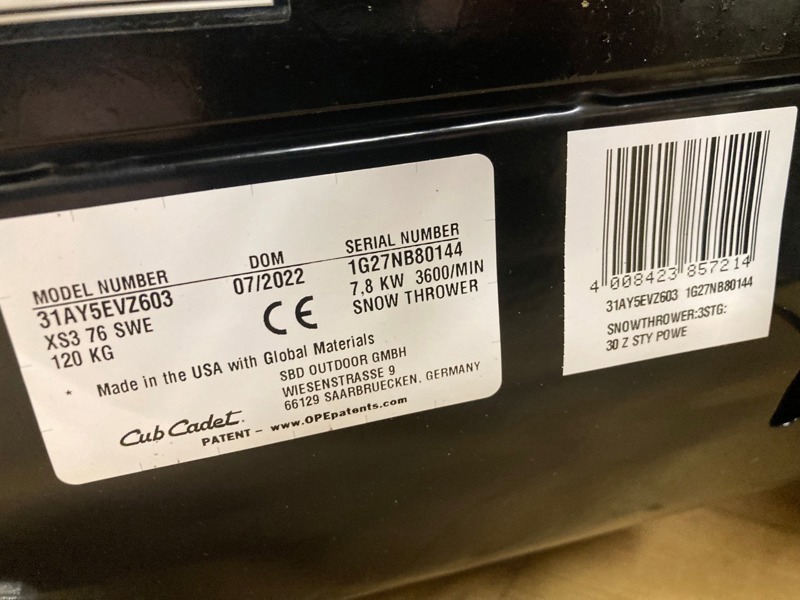 MODEL NUMBER DOM SERIAL NUMBER
31AY5EVZ603 07/2022 1G27NB80144
XS3 76 SWE CE 7,8 KW 3600/MIN
120 KG SNOW THROWER
* Made in the USA with Global Materials
SBD OUTDOOR GMBH
WIESENSTRASSE 9
66129 SAARBRUECKEN, GERMANY
Cub Cadet.
PATENT - www.OPEpatents.com
4 008423 857214
31AY5EVZ603 1G27NB80144
SNOWTHROWER:3STG:
30 Z STY POWE